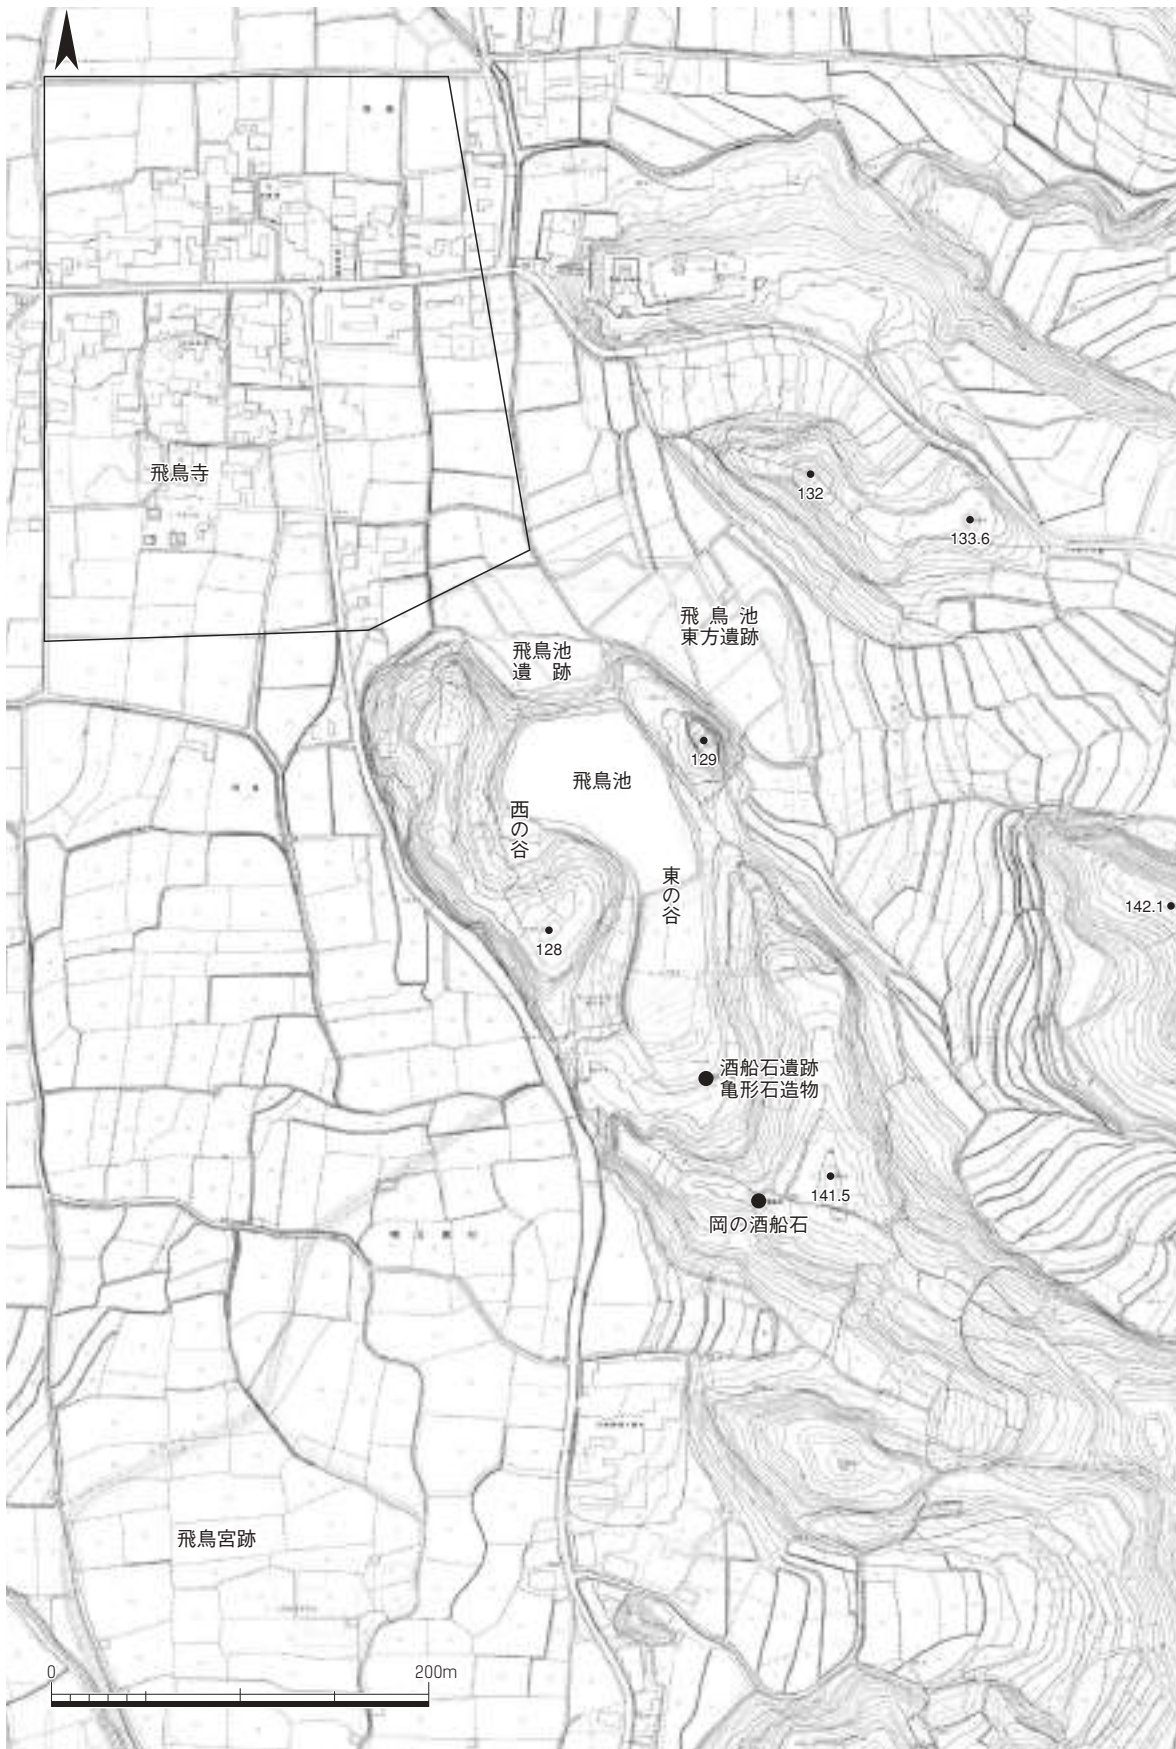 飛鳥寺
132
133.6
飛鳥池
東方遺跡
飛鳥池
遺跡
129
飛鳥池
西の谷
東の谷
142.1
128
酒船石遺跡
亀形石造物
141.5
岡の酒船石
飛鳥宮跡
0
200m